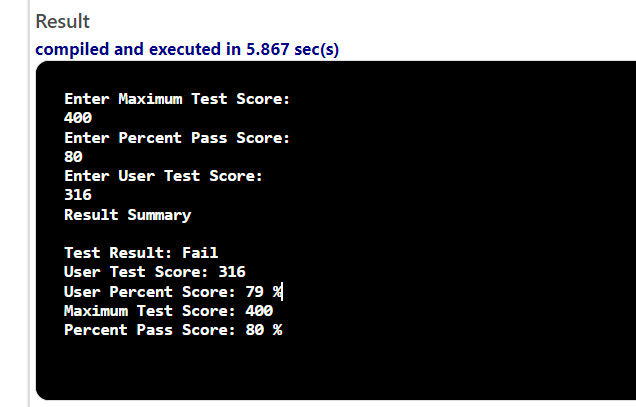 Result
compiled and executed in 5.867 sec(s)
Enter Maximum Test Score:
400
Enter Percent Pass Score:
80
Enter User Test Score:
316
Result Summary
Test Result: Fail
User Test Score: 316
User Percent Score: 79 %
Maximum Test Score: 400
Percent Pass Score: 80 %